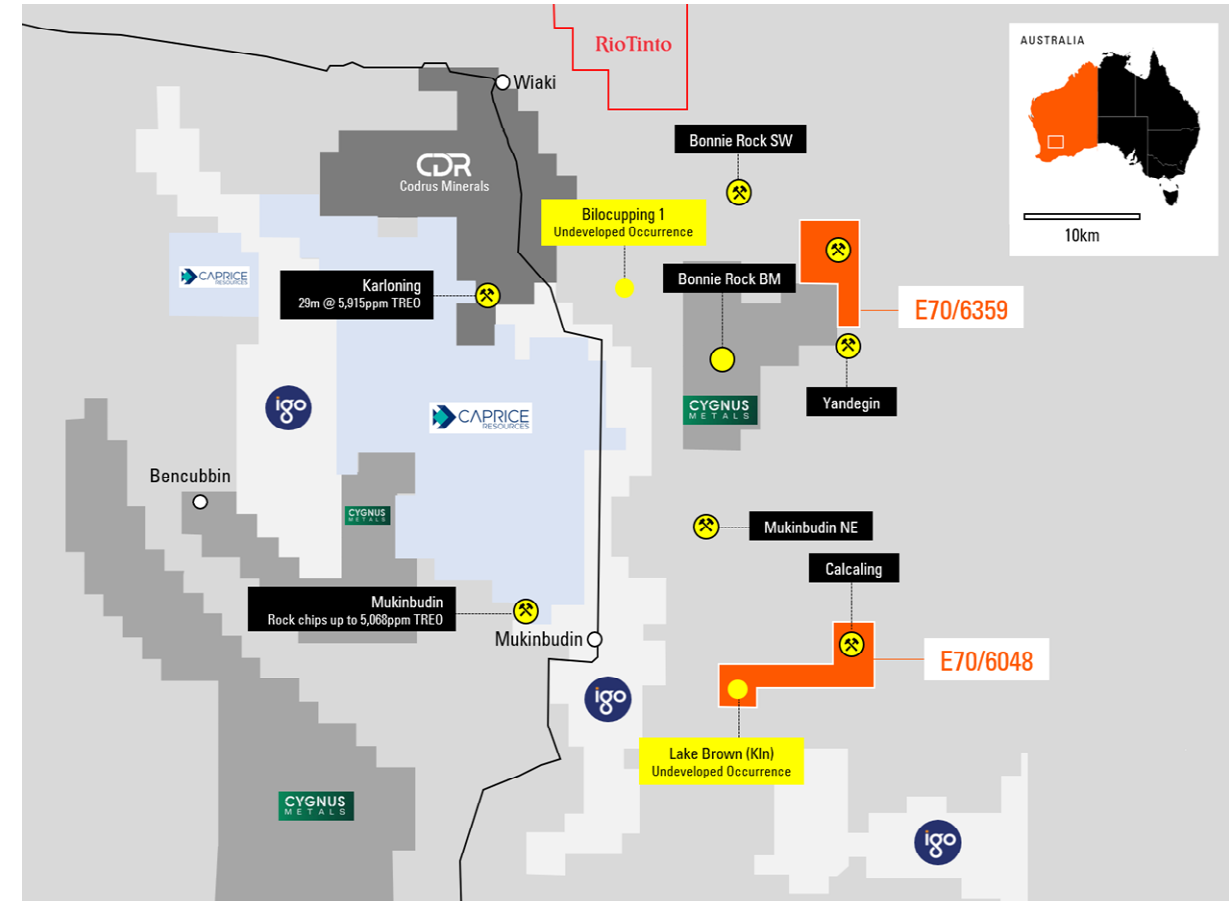 RioTinto
AUSTRALIA
10km
Wiaki
CDR
Codrus Minerals
Bonnie Rock SW
Bilocupping 1
Undeveloped Occurrence
CAPRICE
RESOURCES
Karloning
29m @ 5,915ppm TREO
Bonnie Rock BM
E70/6359
igo
CAPRICE
RESOURCES
CYGNUS
METALS
Yandegin
Bencubbin
CYGNUS
METALS
Mukinbudin NE
Calcaling
Mukinbudin
Rock chips up to 5,068ppm TREO
Mukinbudin
E70/6048
igo
Lake Brown (Kln)
Undeveloped Occurrence
CYGNUS
METALS
igo